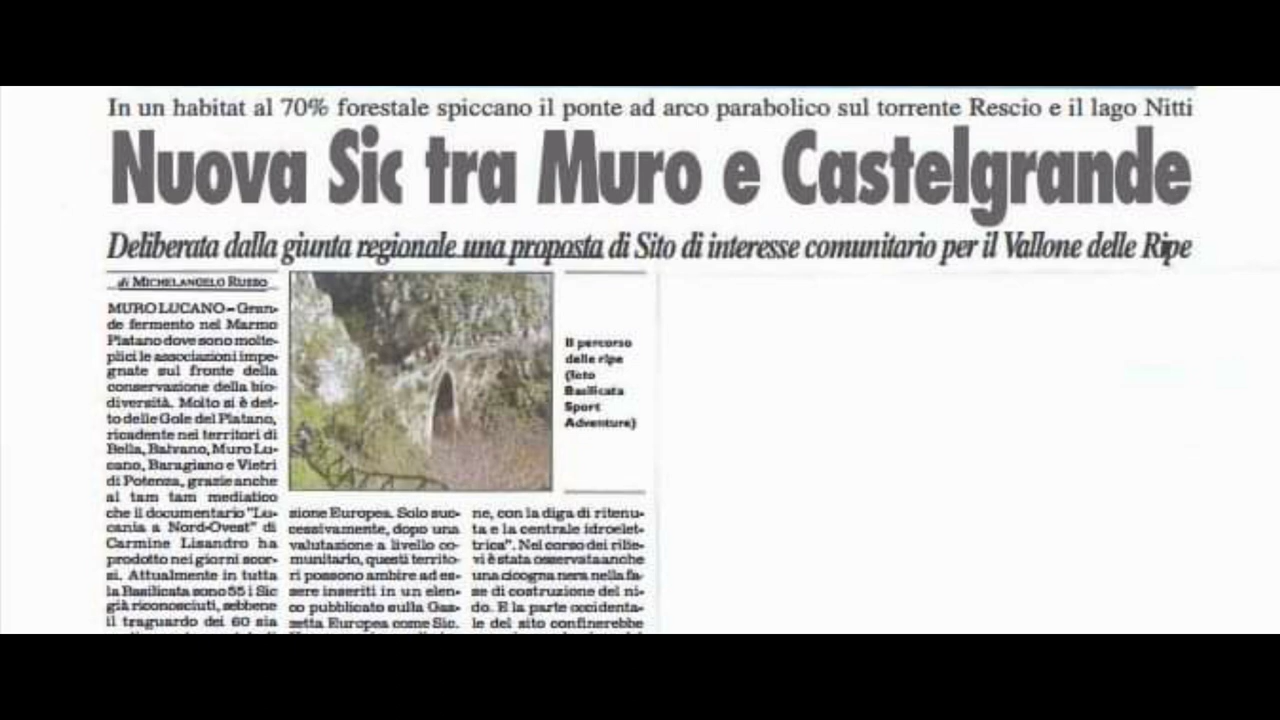 In un habitat al 70% forestale spiccano il ponte ad arco parabolico sul torrente Rescio e il lago Nitti
Nuova Sic tra Muro e Castelgrande
Deliberata dalla giunta regionale una proposta di Sito di interesse comunitario per il Vallone delle Ripe
di MICHELANGELO RUSSO
MURO LUCANO – Gran-
de fermento nel Marmo
Platano dove sono molte-
plici le associazioni impe-
gnate sul fronte della
conservazione della bio-
diversità. Molto si è det-
to delle Gole del Platano,
ricadente nei territori di
Bella, Balvano, Muro Lu-
cano, Baragiano e Vietri
di Potenza, grazie anche
al tam tam mediatico
che il documentario "Lu-
cania a Nord-Ovest" di
Carmine Lisandro ha
prodotto nei giorni scor-
si. Attualmente in tutta
la Basilicata sono 55 i Sic
già riconosciuti, sebbene
il traguardo dei 60 sia
Il percorso
delle ripe
(foto
Basilicata
Sport
Adventure)
zione Europea. Solo suc-
cessivamente, dopo una
valutazione a livello co-
munitario, questi territo-
ri possono ambire ad es-
sere inseriti in un elen-
co pubblicato sulla Gaz-
zetta Europea come Sic.
ne, con la diga di ritenu-
ta e la centrale idroelet-
trica". Nel corso dei rilie-
vi è stata osservata anche
una cicogna nera nella fa-
se di costruzione del ni-
do. E la parte occidenta-
le del sito confinerebbe